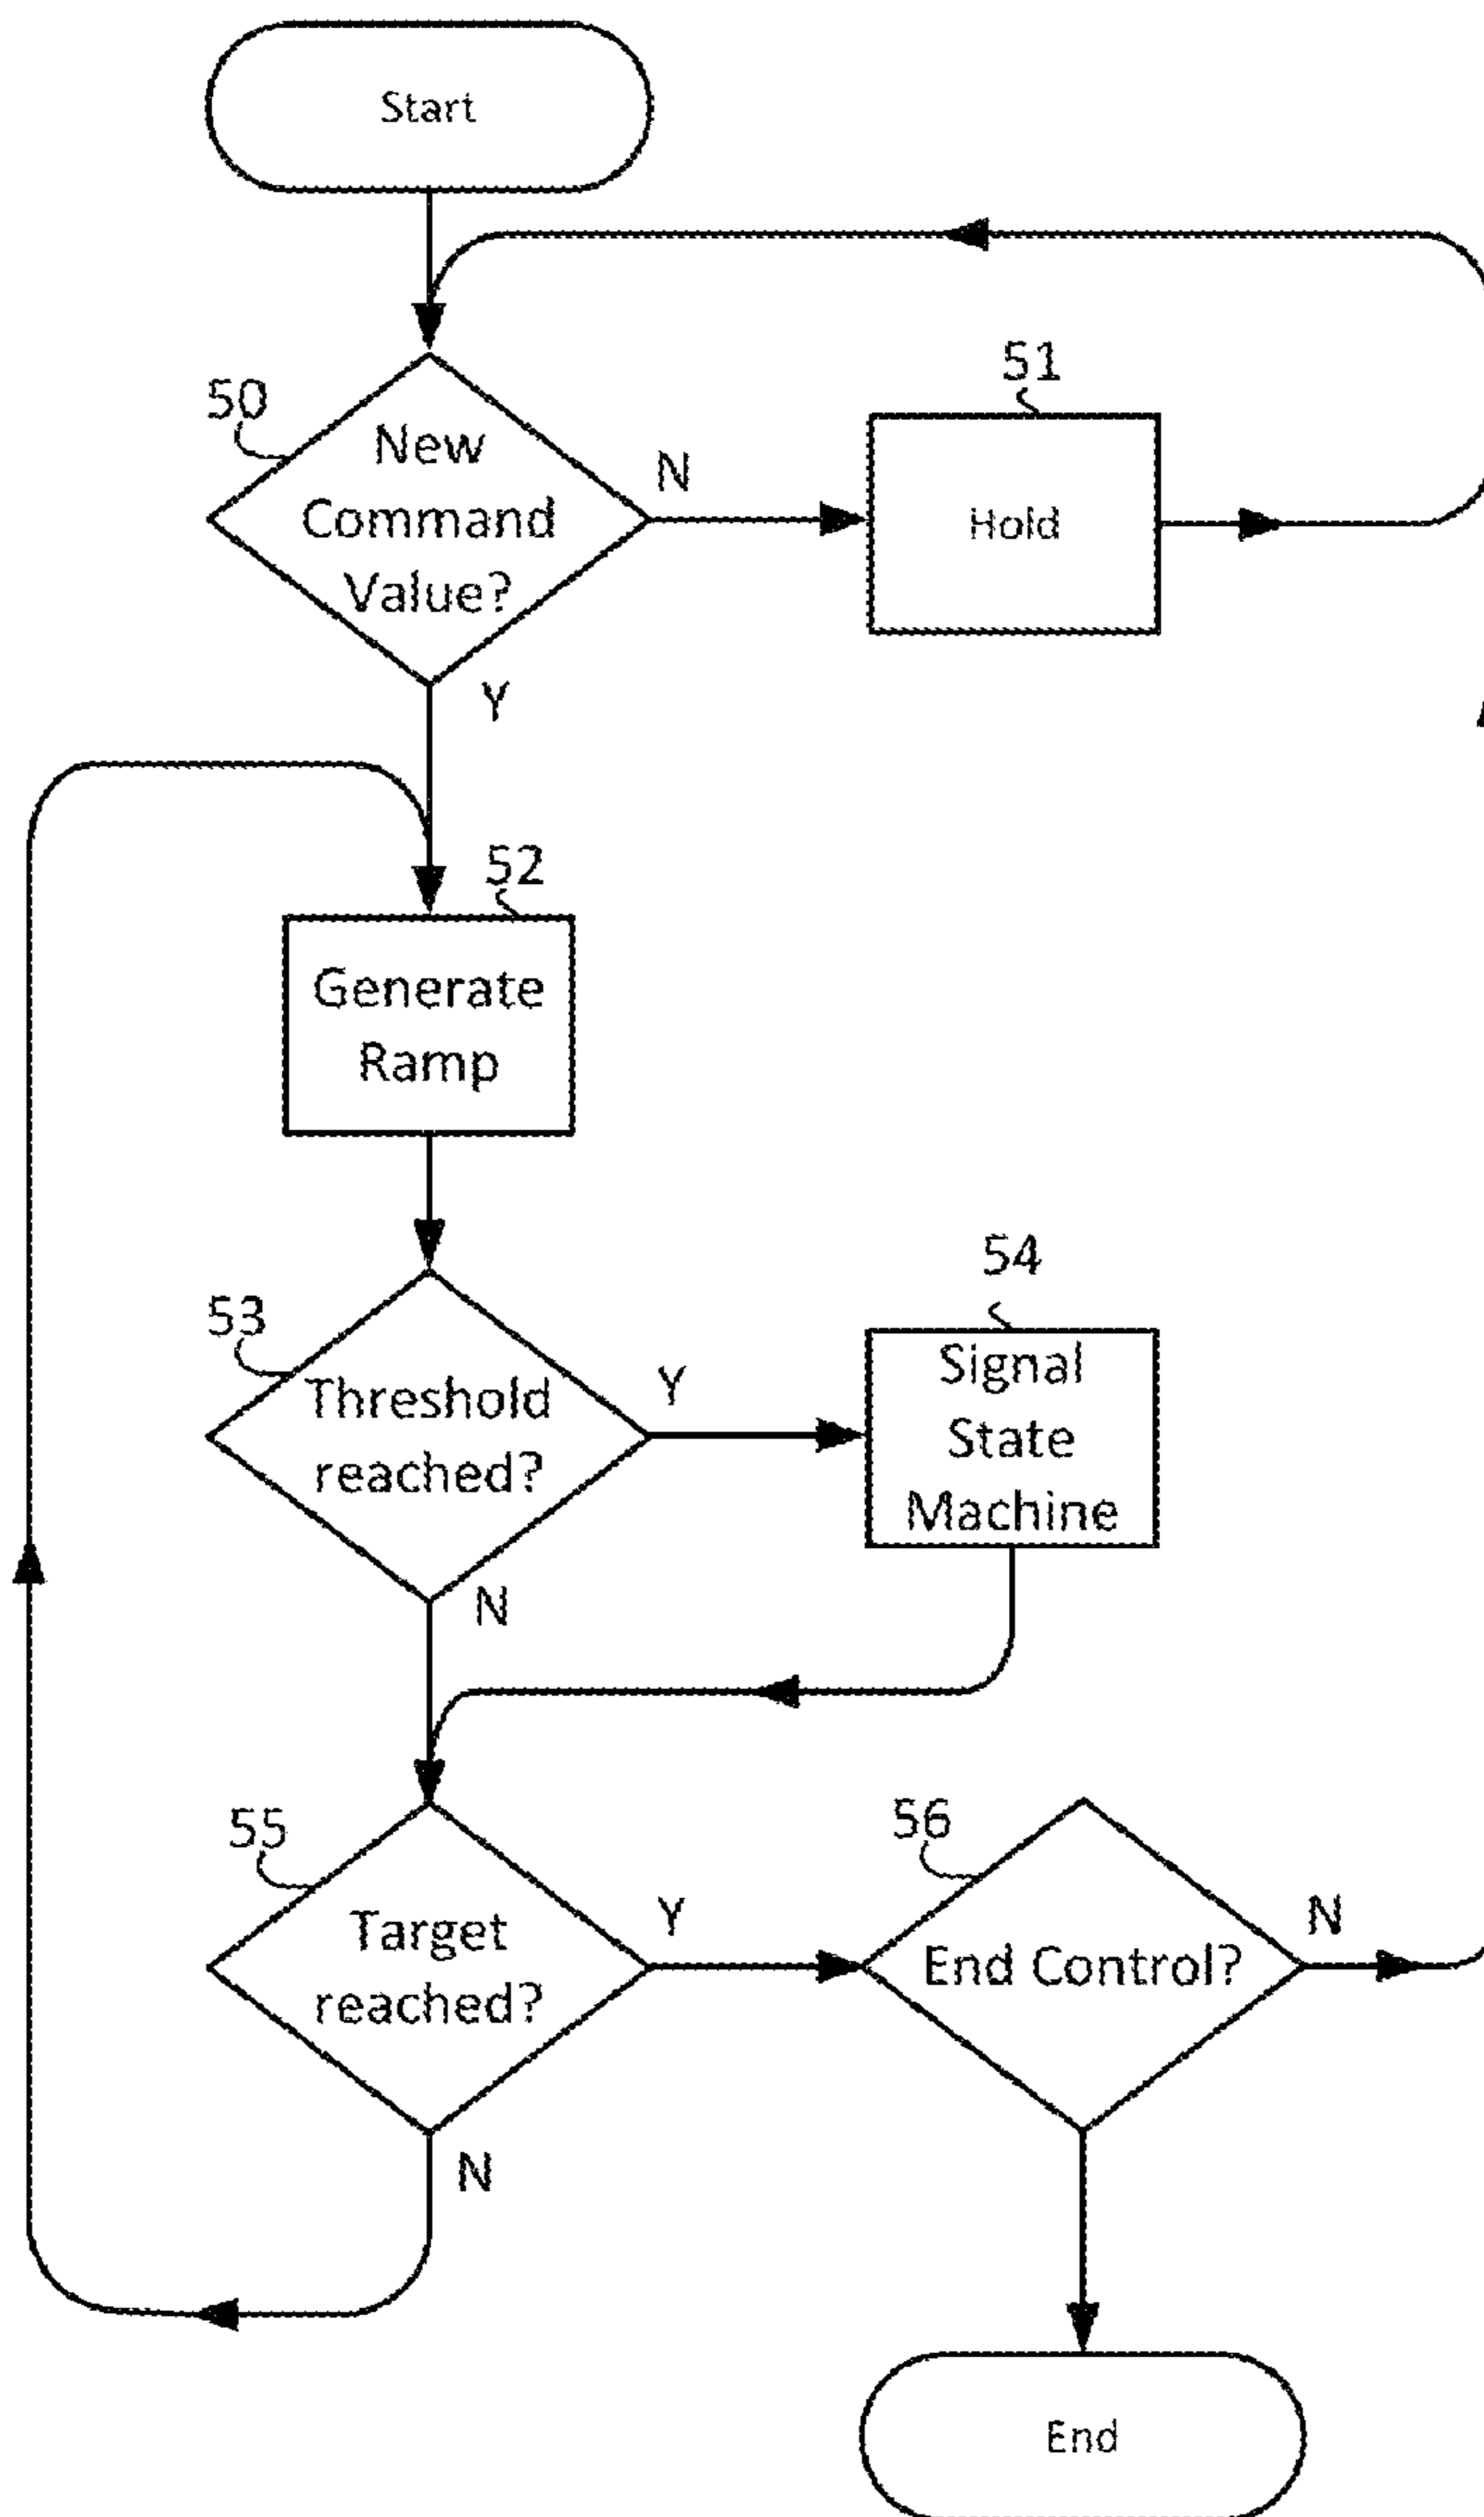 Start
50
New
Command
Value?
N
51
Hold
Y
52
Generate
Ramp
53
Threshold
reached?
Y
54
Signal
State
Machine
N
55
Target
reached?
Y
56
End Control?
N
N
End